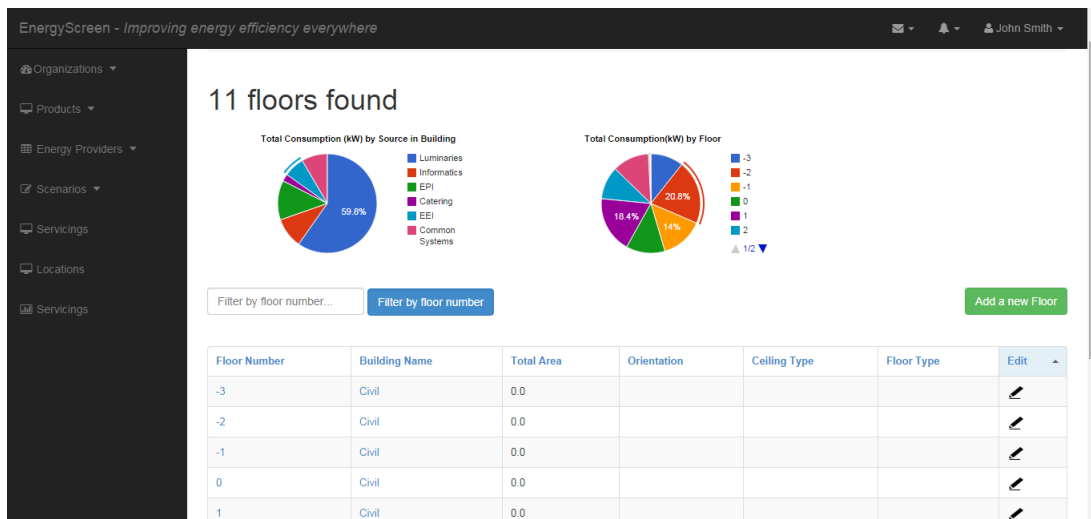 EnergyScreen - Improving energy efficiency everywhere
John Smith
Organizations
Products
Energy Providers
Scenarios
Servicings
Locations
Servicings
11 floors found
Total Consumption (kW) by Source in Building
59.8%
Luminaries
Informatics
EPI
Catering
EEI
Common
Systems
Total Consumption(kW) by Floor
20.8%
18.4%
14%
-3
-2
-1
0
1
2
1/2
Filter by floor number...
Filter by floor number
Add a new Floor
Floor Number Building Name Total Area Orientation Ceiling Type Floor Type Edit
-3 Civil 0.0
-2 Civil 0.0
-1 Civil 0.0
0 Civil 0.0
1 Civil 0.0